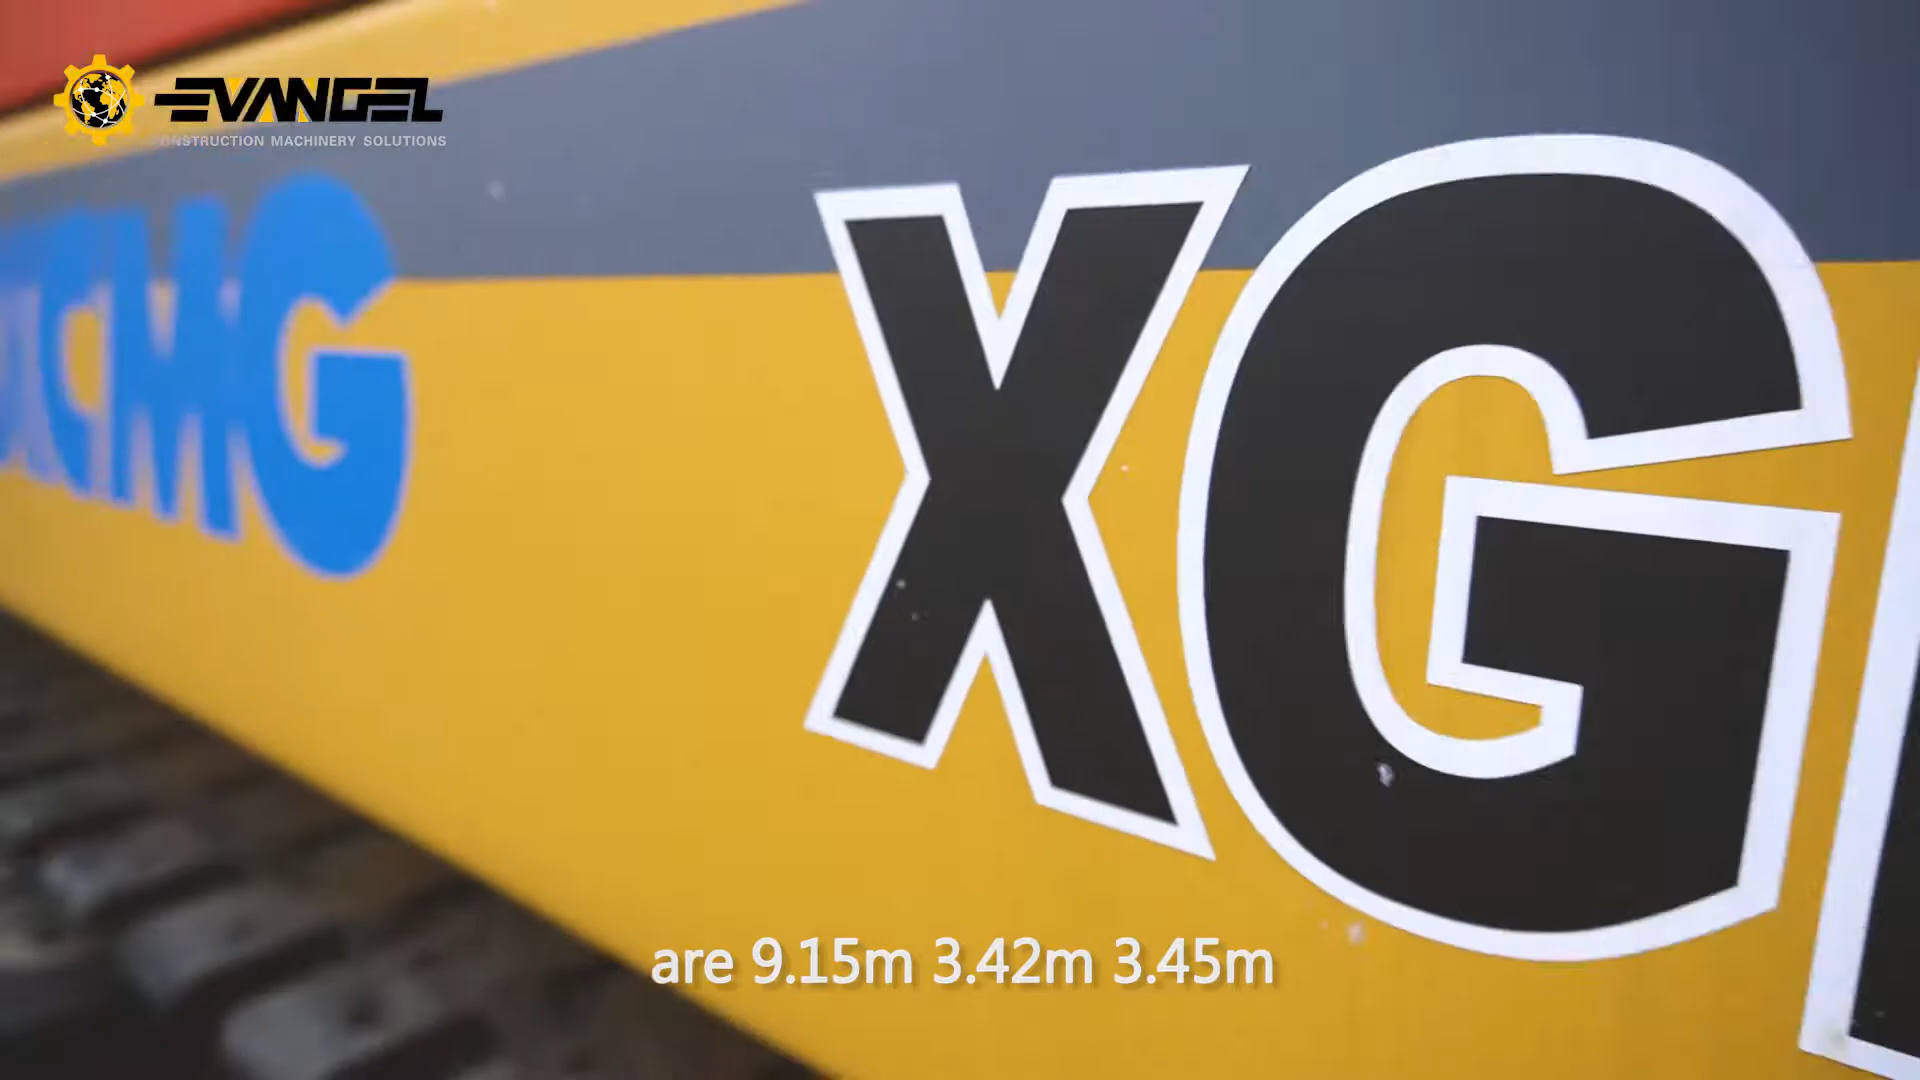 EVANGEL
CONSTRUCTION MACHINERY SOLUTIONS
XCMG
XG
are 9.15m 3.42m 3.45m